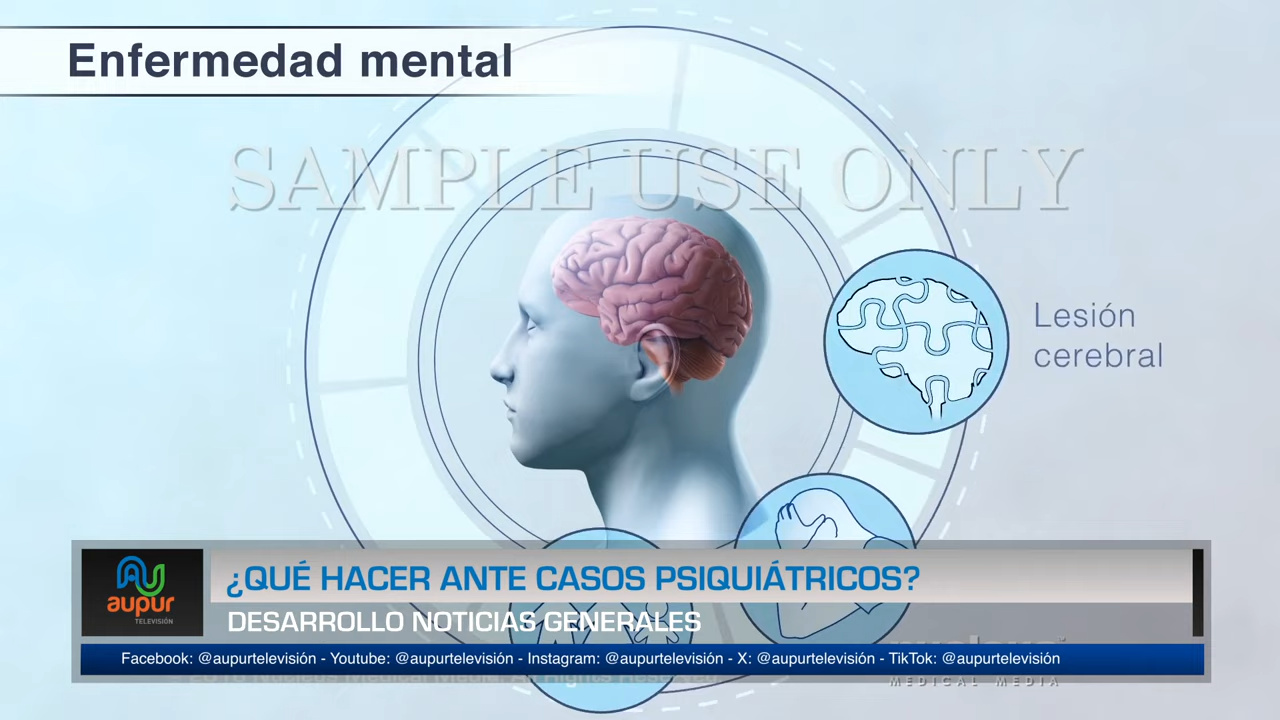 Enfermedad mental
SAMPLE USE ONLY
Lesión
cerebral
¿QUÉ HACER ANTE CASOS PSIQUIÁTRICOS?
aupur
TELEVISIÓN
DESARROLLO NOTICIAS GENERALES
Facebook: @aupurtelevisión - Youtube: @aupurtelevisión - Instagram: @aupurtelevisión - X: @aupurtelevisión - TikTok: @aupurtelevisión
MEDICAL MEDIA